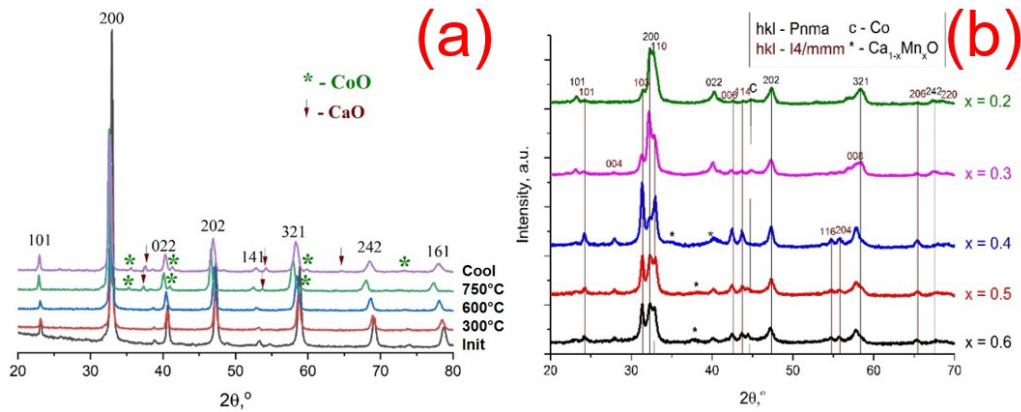 200
(a)
* - CoO
↓ - CaO
101
022
141
202
321
242
161
Cool
750°C
600°C
300°C
Init
20 30 40 50 60 70 80
2θ,°
(b)
hkl - Pnma c - Co
hkl - I4/mmm * - Ca1-xMnxO
Intensity, a.u.
200
110
101
101
103
022
006
114
c
202
321
206
242
220
x = 0.2
004
008
x = 0.3
116
204
x = 0.4
x = 0.5
x = 0.6
20 30 40 50 60 70
2θ,°